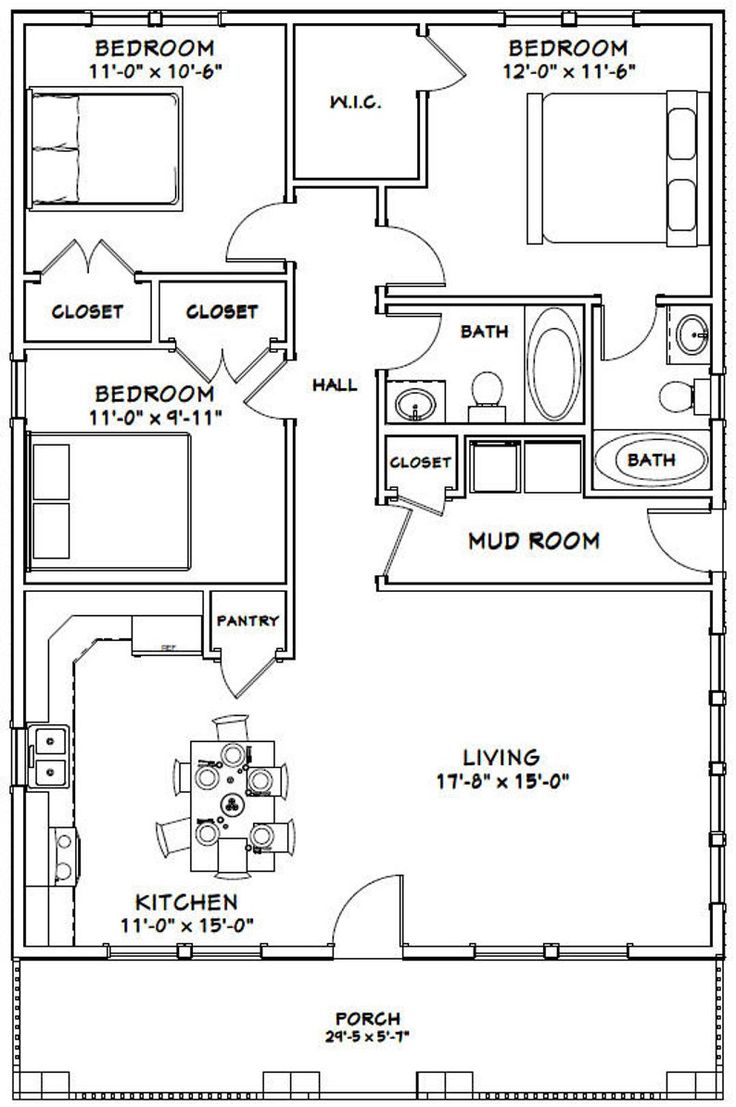 BEDROOM
11'-0" x 10'-6"
W.I.C.
BEDROOM
12'-0" x 11'-6"
CLOSET
CLOSET
BATH
HALL
BEDROOM
11'-0" x 9'-11"
CLOSET
BATH
MUD ROOM
PANTRY
REF
LIVING
17'-8" x 15'-0"
KITCHEN
11'-0" x 15'-0"
PORCH
29'-5 x 5'-7"